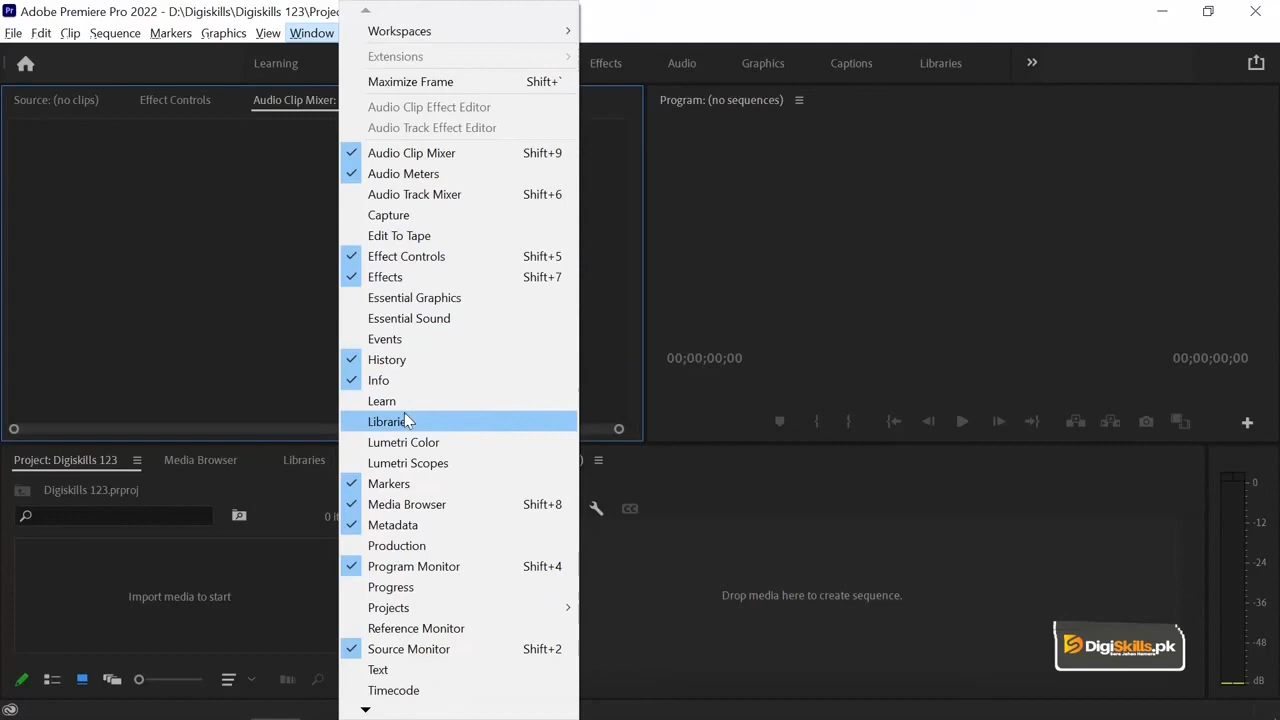 Adobe Premiere Pro 2022 - D:\Digiskills\Digiskills 123\Proje
File Edit Clip Sequence Markers Graphics View Window
Learning Effects Audio Graphics Captions Libraries
Source: (no clips) Effect Controls Audio Clip Mixer:
Program: (no sequences)
Workspaces
Extensions
Maximize Frame Shift+`
Audio Clip Effect Editor
Audio Track Effect Editor
Audio Clip Mixer Shift+9
Audio Meters
Audio Track Mixer Shift+6
Capture
Edit To Tape
Effect Controls Shift+5
Effects Shift+7
Essential Graphics
Essential Sound
Events
History
Info
Learn
Libraries
Lumetri Color
Lumetri Scopes
Markers
Media Browser Shift+8
Metadata
Production
Program Monitor Shift+4
Progress
Projects
Reference Monitor
Source Monitor Shift+2
Text
Timecode
00;00;00;00 00;00;00;00
Project: Digiskills 123 Media Browser Libraries
Digiskills 123.prproj
0 it
Import media to start
CC
Drop media here to create sequence.
0
-12
-24
-36
-48
dB
DigiSkills.pk